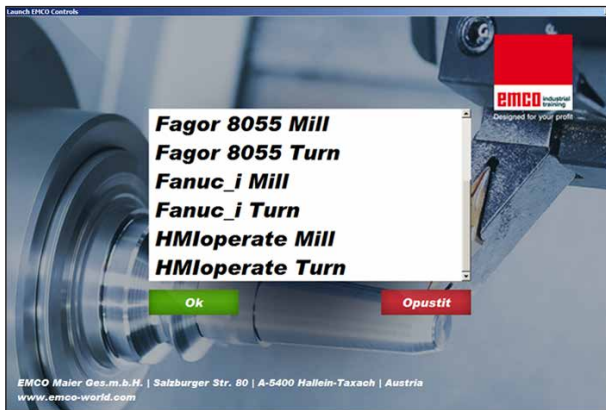 Launch EMCO Controls
emco industrial
training
Designed for your profit
Fagor 8055 Mill
Fagor 8055 Turn
Fanuc_i Mill
Fanuc_i Turn
HMIoperate Mill
HMIoperate Turn
Ok
Opustit
EMCO Maier Ges.m.b.H. | Salzburger Str. 80 | A-5400 Hallein-Taxach | Austria
www.emco-world.com